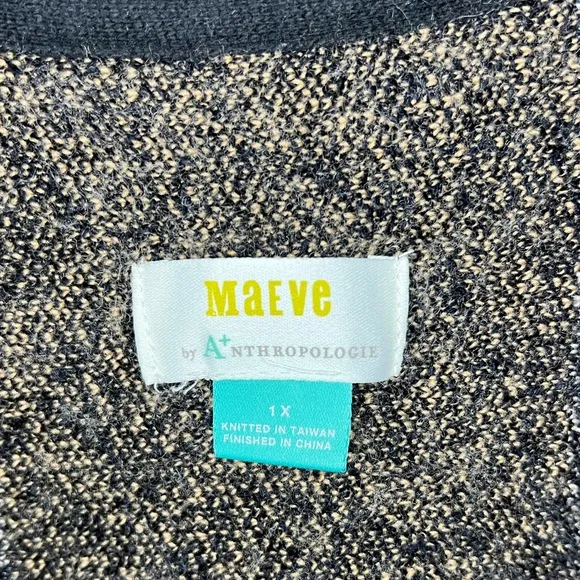 MaEVe
by A+NTHROPOLOGIE
1X
KNITTED IN TAIWAN
FINISHED IN CHINA